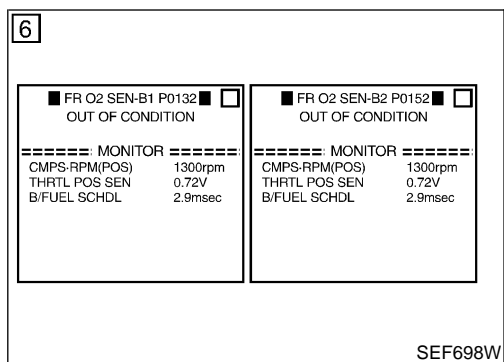 6
FR O2 SEN-B1 P0132
OUT OF CONDITION
====== MONITOR ======
CMPS·RPM(POS) 1300rpm
THRTL POS SEN 0.72V
B/FUEL SCHDL 2.9msec
FR O2 SEN-B2 P0152
OUT OF CONDITION
====== MONITOR ======
CMPS·RPM(POS) 1300rpm
THRTL POS SEN 0.72V
B/FUEL SCHDL 2.9msec
SEF698W